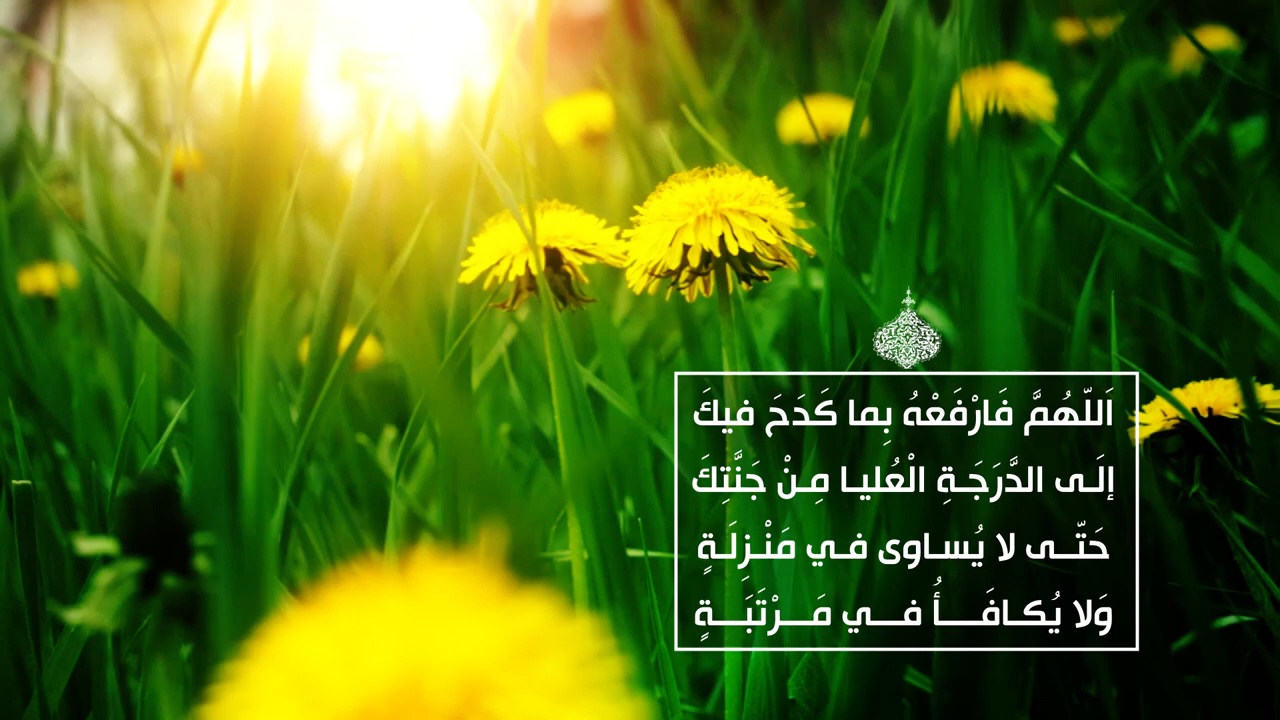 اَللّهُمَّ فَارْفَعْهُ بِما كَدَحَ فيكَ
إلَى الدَّرَجَةِ الْعُليا مِنْ جَنَّتِكَ
حَتّى لا يُساوى في مَنْزِلَةٍ
وَلا يُكافَأُ في مَرْتَبَةٍ